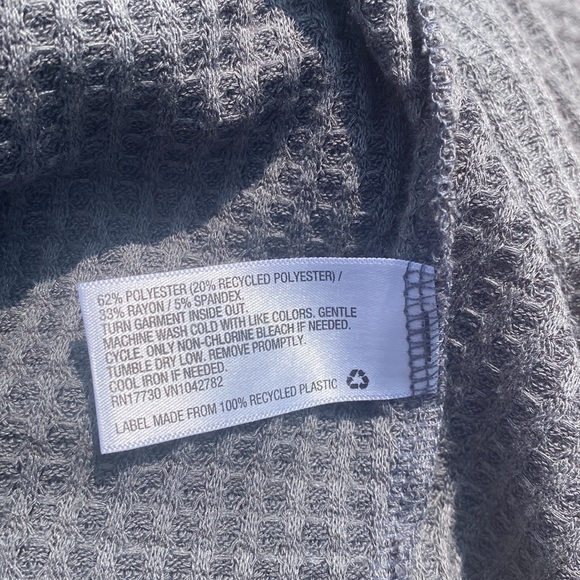 62% POLYESTER (20% RECYCLED POLYESTER) /
33% RAYON / 5% SPANDEX.
TURN GARMENT INSIDE OUT.
MACHINE WASH COLD WITH LIKE COLORS. GENTLE
CYCLE. ONLY NON-CHLORINE BLEACH IF NEEDED.
TUMBLE DRY LOW. REMOVE PROMPTLY.
COOL IRON IF NEEDED.
RN17730 VN1042782
LABEL MADE FROM 100% RECYCLED PLASTIC